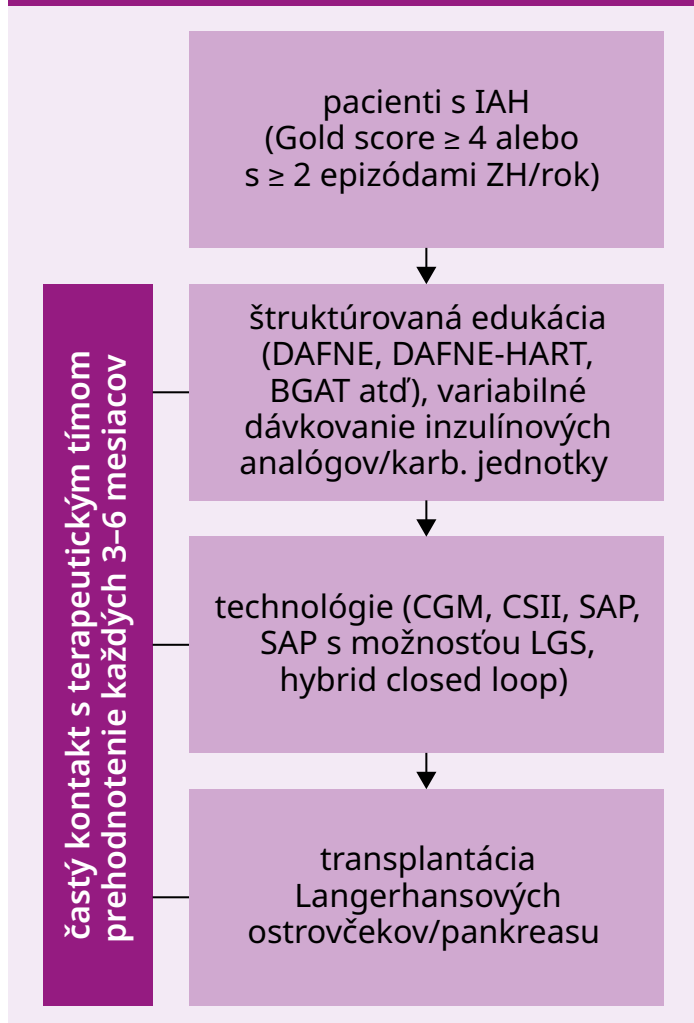 pacienti s IAH
(Gold score ≥ 4 alebo
s ≥ 2 epizódami ZH/rok)
častý kontakt s terapeutickým tímom
prehodnotenie každých 3–6 mesiacov
štruktúrovaná edukácia
(DAFNE, DAFNE-HART,
BGAT atď), variabilné
dávkovanie inzulínových
analógov/karb. jednotky
technológie (CGM, CSII, SAP,
SAP s možnosťou LGS,
hybrid closed loop)
transplantácia
Langerhansových
ostrovčekov/pankreasu